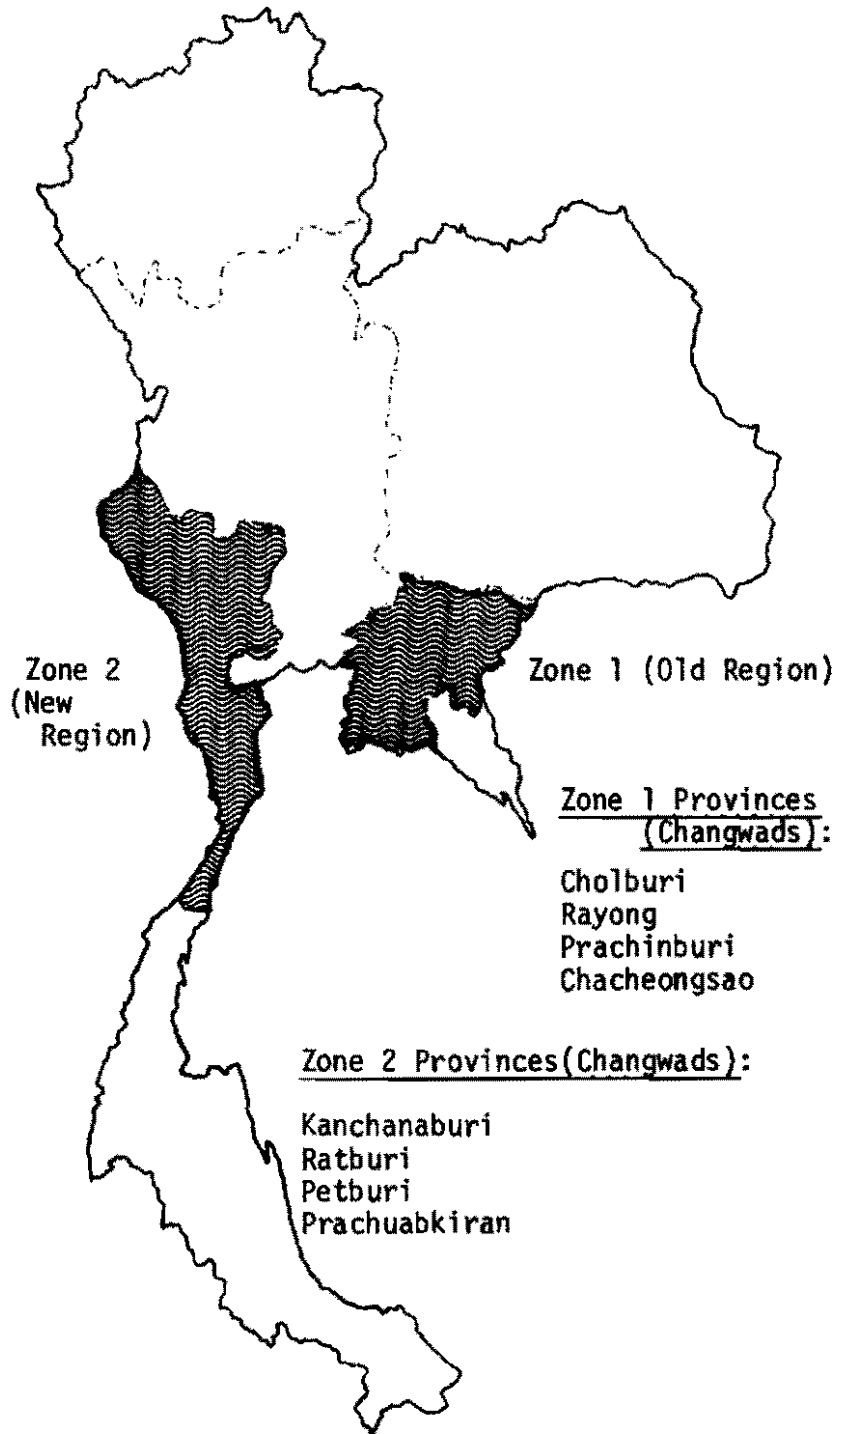 Zone 2
(New
Region)
Zone 1 (Old Region)
Zone 1 Provinces
(Changwads):
Cholburi
Rayong
Prachinburi
Chacheongsao
Zone 2 Provinces(Changwads):
Kanchanaburi
Ratburi
Petburi
Prachuabkiran